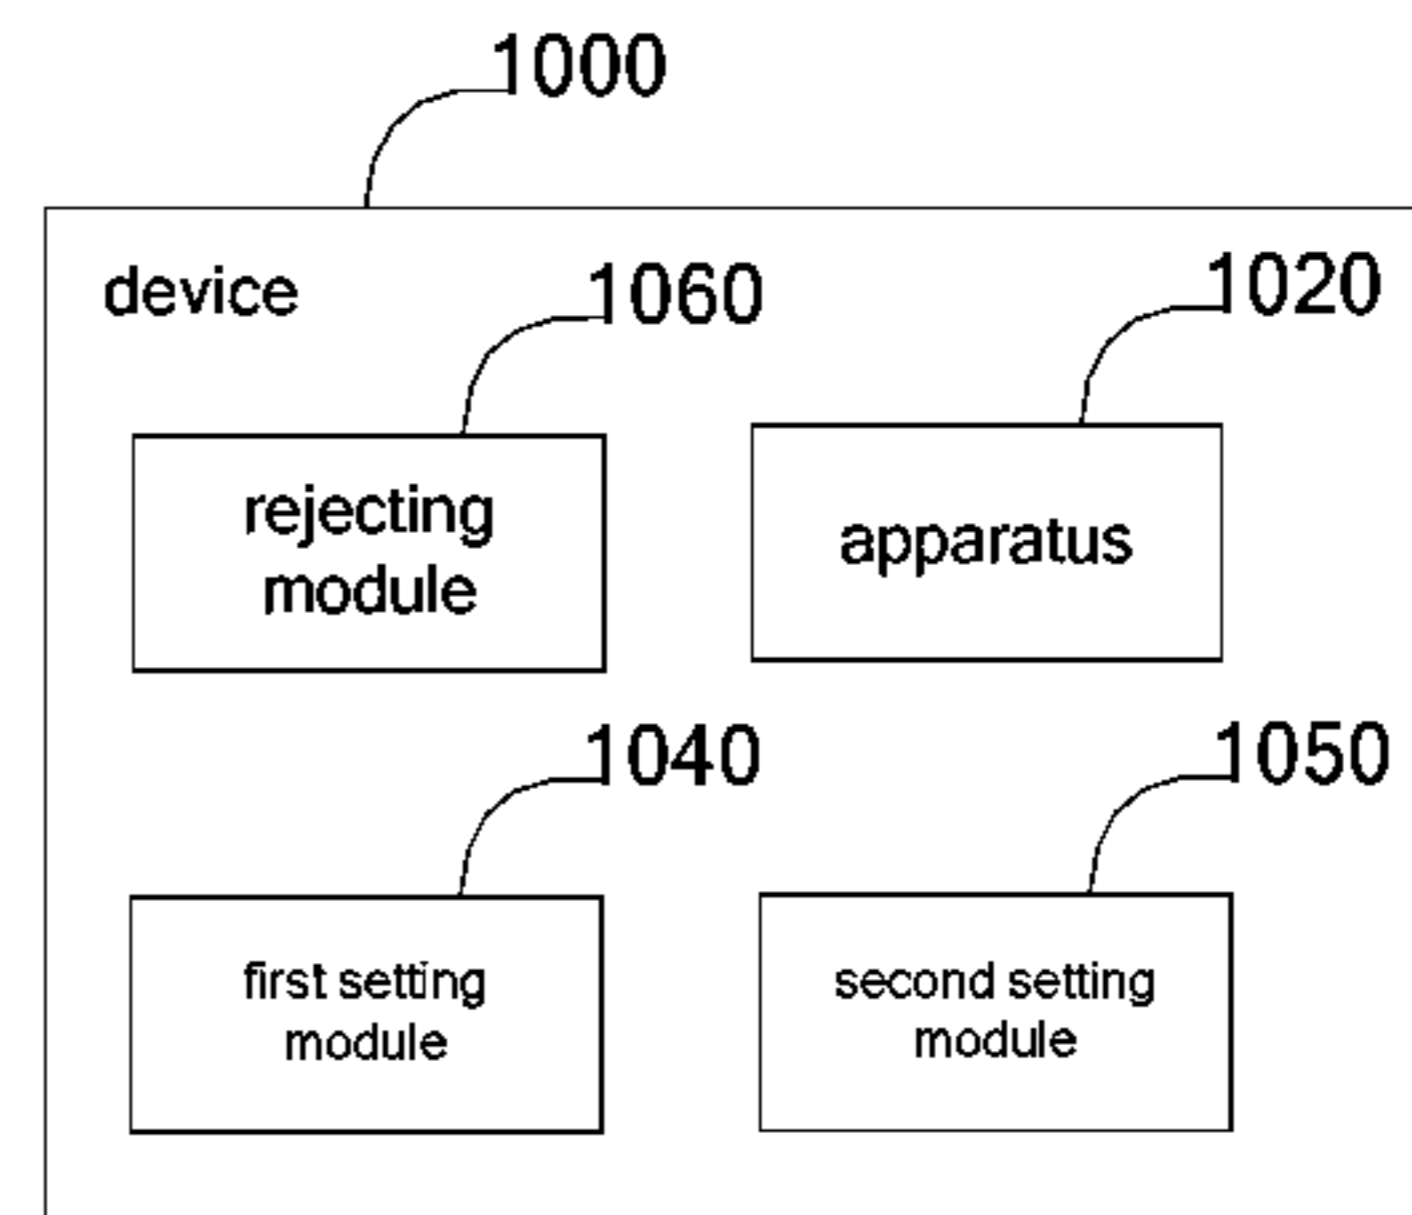 1000
device
1060
1020
rejecting
module
apparatus
1040
1050
first setting
module
second setting
module